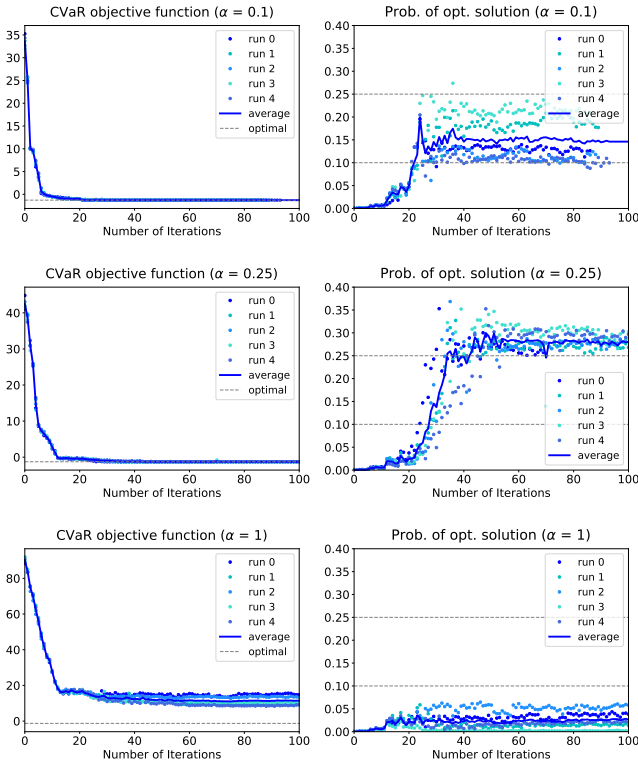 CVaR objective function (α = 0.1)
35
30
25
20
15
10
5
0
0 20 40 60 80 100
Number of Iterations
run 0
run 1
run 2
run 3
run 4
average
optimal
Prob. of opt. solution (α = 0.1)
0.40
0.35
0.30
0.25
0.20
0.15
0.10
0.05
0.00
0 20 40 60 80 100
Number of Iterations
run 0
run 1
run 2
run 3
run 4
average
CVaR objective function (α = 0.25)
40
30
20
10
0
0 20 40 60 80 100
Number of Iterations
run 0
run 1
run 2
run 3
run 4
average
optimal
Prob. of opt. solution (α = 0.25)
0.40
0.35
0.30
0.25
0.20
0.15
0.10
0.05
0.00
0 20 40 60 80 100
Number of Iterations
run 0
run 1
run 2
run 3
run 4
average
CVaR objective function (α = 1)
80
60
40
20
0
0 20 40 60 80 100
Number of Iterations
run 0
run 1
run 2
run 3
run 4
average
optimal
Prob. of opt. solution (α = 1)
0.40
0.35
0.30
0.25
0.20
0.15
0.10
0.05
0.00
0 20 40 60 80 100
Number of Iterations
run 0
run 1
run 2
run 3
run 4
average